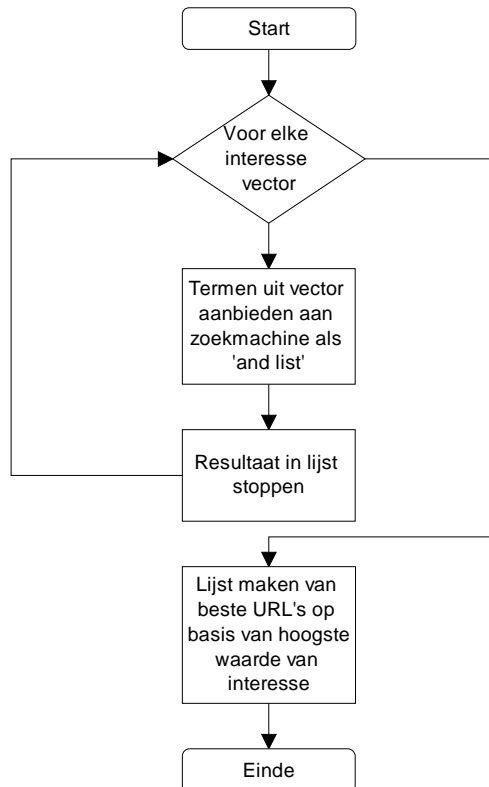 Start
Voor elke
interesse
vector
Termen uit vector
aanbieden aan
zoekmachine als
'and list'
Resultaat in lijst
stoppen
Lijst maken van
beste URL's op
basis van hoogste
waarde van
interesse
Einde